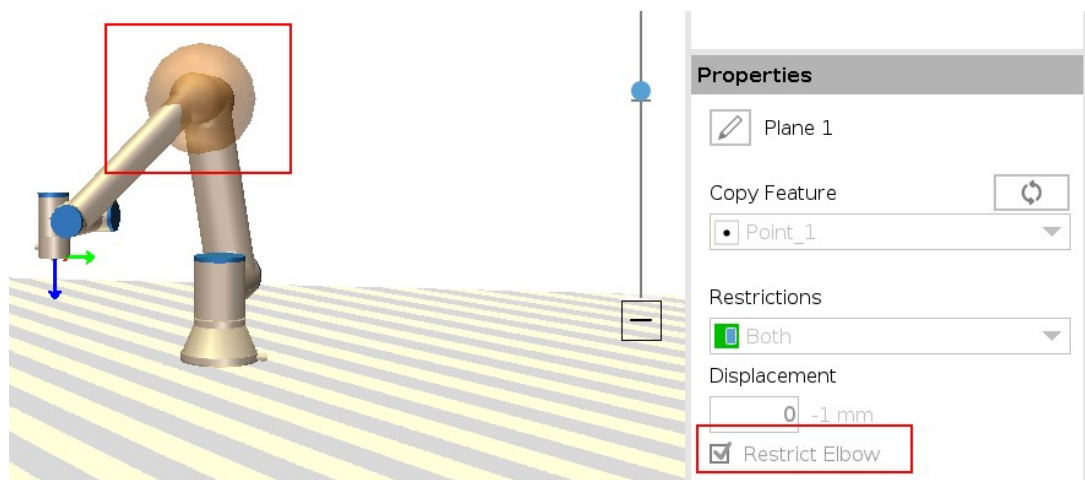 Properties
Plane 1
Copy Feature
Point_1
Restrictions
Both
Displacement
0 -1 mm
Restrict Elbow